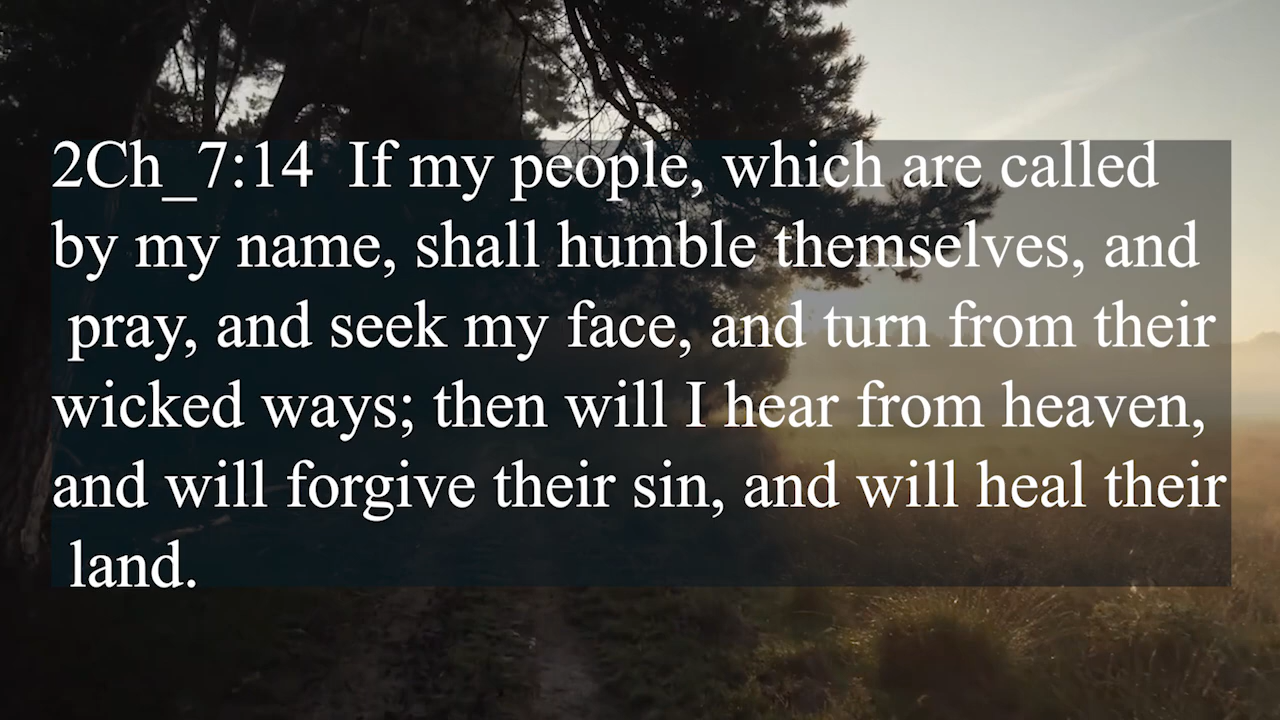 2Ch_7:14  If my people, which are called
by my name, shall humble themselves, and
pray, and seek my face, and turn from their
wicked ways; then will I hear from heaven,
and will forgive their sin, and will heal their
land.